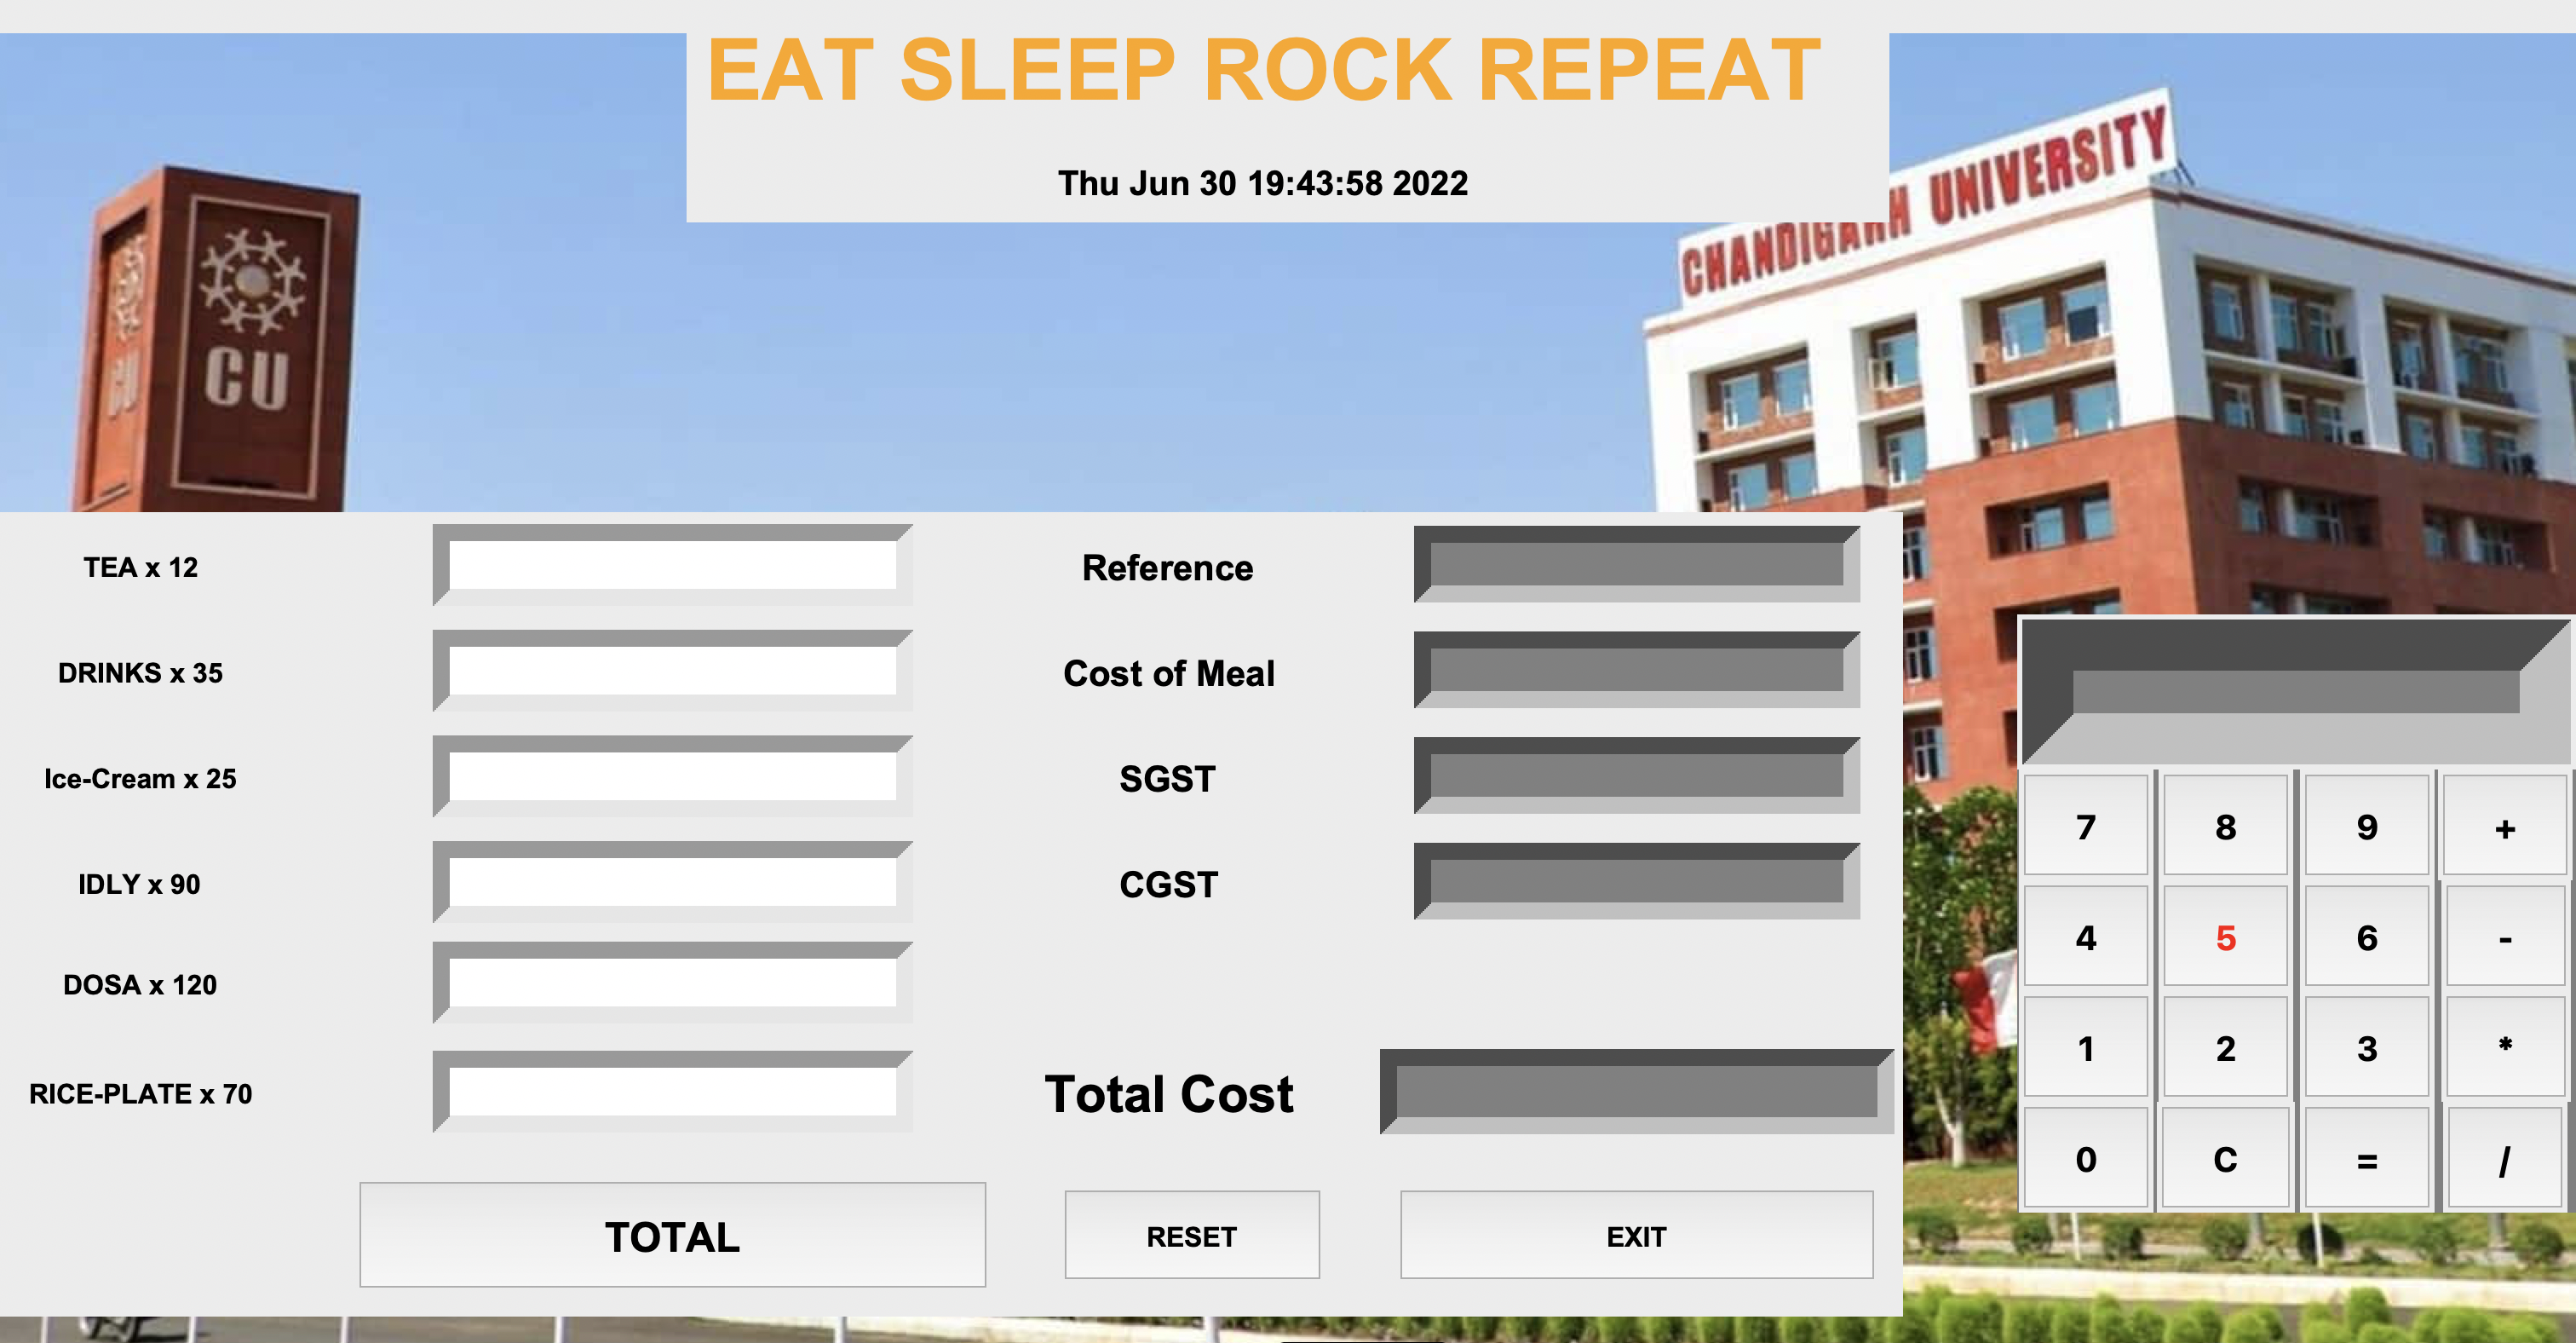 EAT SLEEP ROCK REPEAT
Thu Jun 30 19:43:58 2022
CHANDIGARH UNIVERSITY
CU
CU
TEA x 12
Reference
DRINKS x 35
Cost of Meal
Ice-Cream x 25
SGST
IDLY x 90
CGST
DOSA x 120
RICE-PLATE x 70
Total Cost
TOTAL
RESET
EXIT
7 8 9 +
4 5 6 -
1 2 3 *
0 C = /